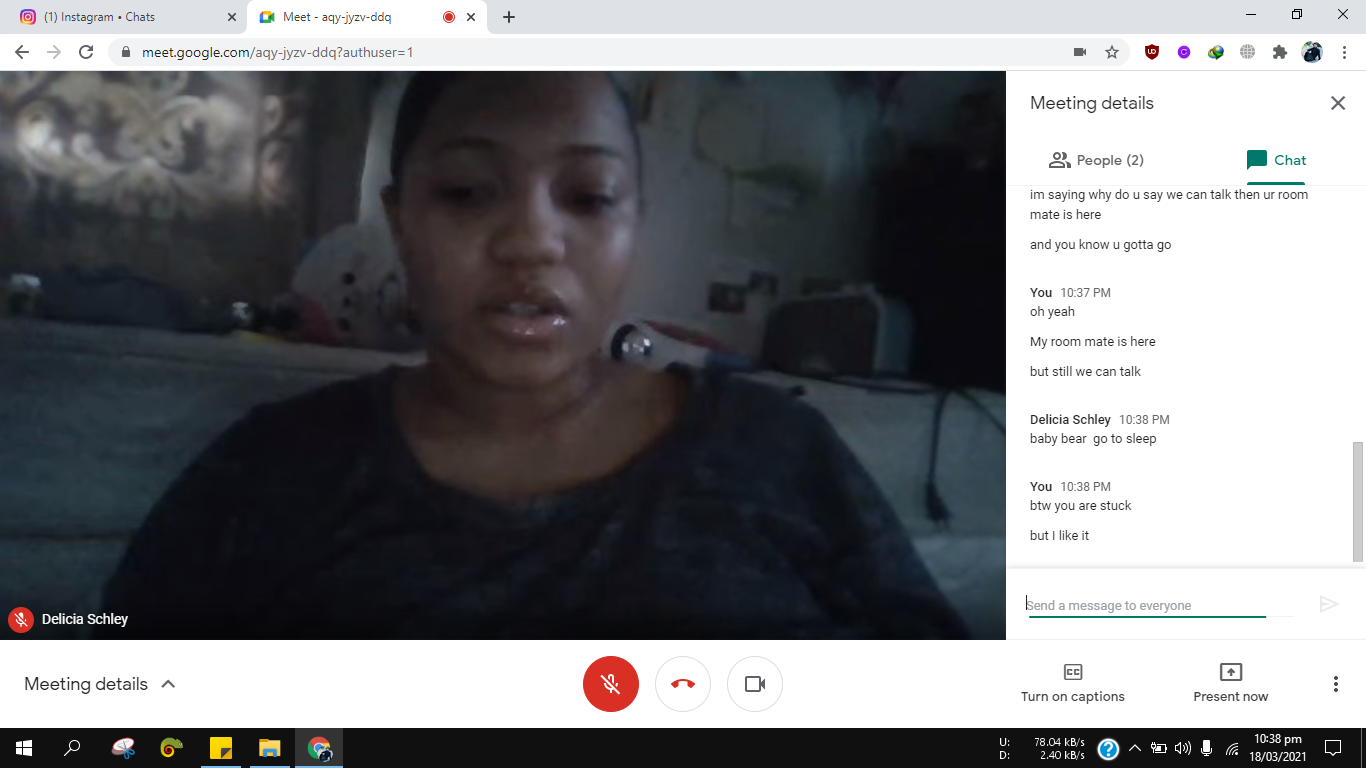 (1) Instagram • Chats
Meet - aqy-jyzv-ddq
meet.google.com/aqy-jyzv-ddq?authuser=1
Meeting details
People (2)
Chat
im saying why do u say we can talk then ur room
mate is here
and you know u gotta go
You 10:37 PM
oh yeah
My room mate is here
but still we can talk
Delicia Schley 10:38 PM
baby bear go to sleep
You 10:38 PM
btw you are stuck
but I like it
Send a message to everyone
Delicia Schley
Meeting details
CC
Turn on captions
Present now
U: 78.04 kB/s
D: 2.40 kB/s
10:38 pm
18/03/2021